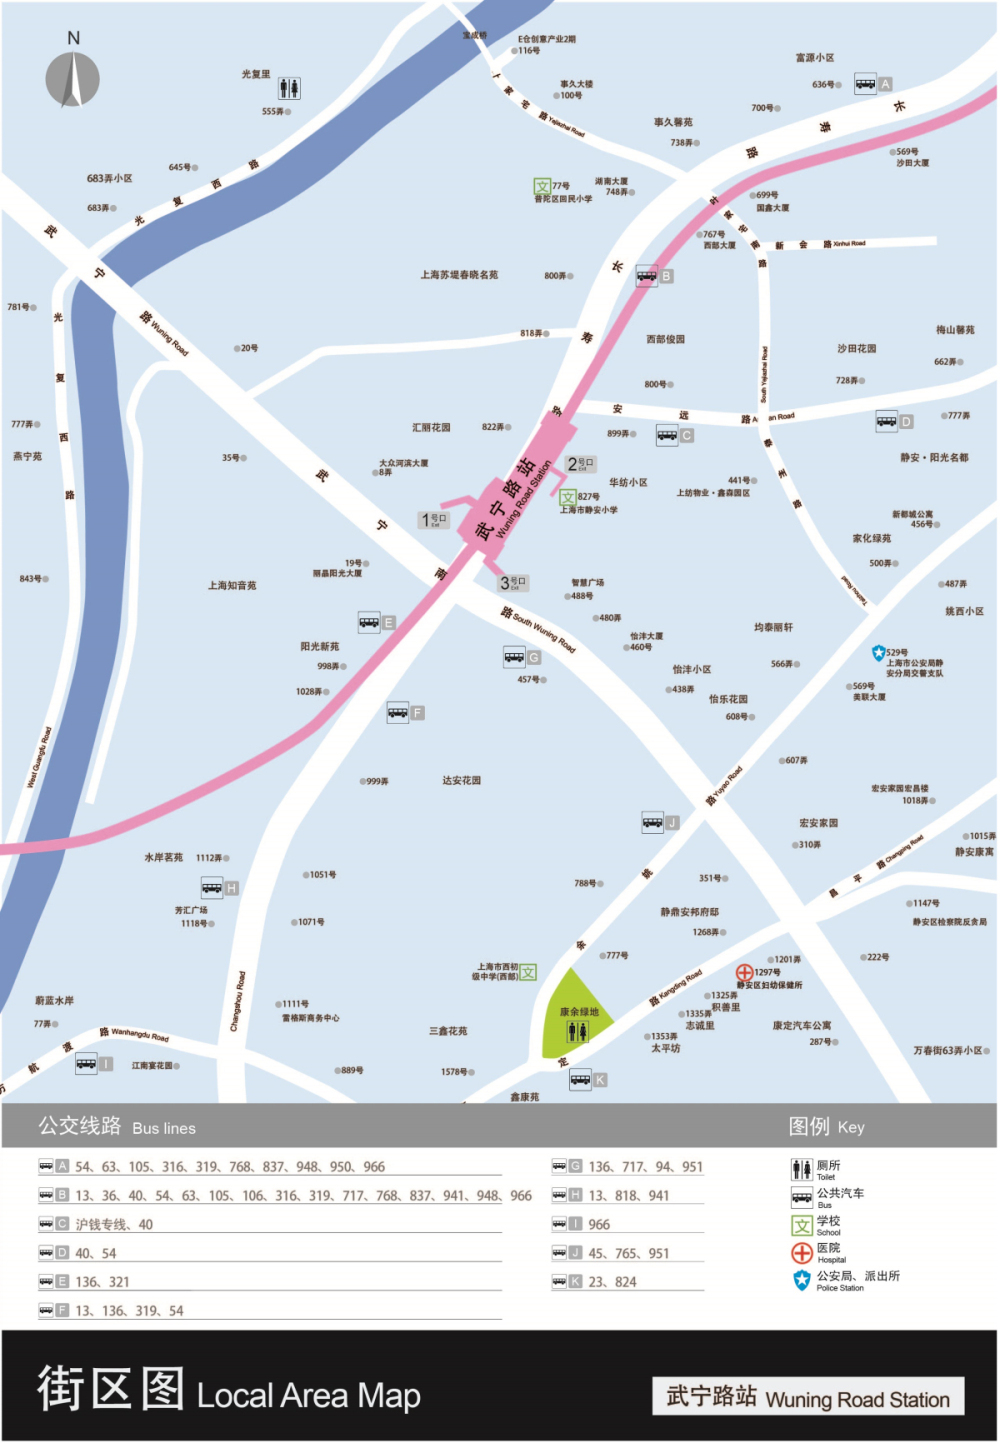 N
宝成桥
E仓创意产业2期
116号
富源小区
636号
A
光复里
555弄
事久大楼
100号
叶家宅路 Yejiazhai Road
700号
长寿路
事久馨苑
738弄
569号
沙田大厦
645号
683弄小区
683弄
光复西路
77号
普陀区回民小学
湖南大厦
748弄
699号
国鑫大厦
767号
西部大厦
新会路 Xinhui Road
武宁路 Wuning Road
上海苏堤春晓名苑
800弄
长寿路
B
781号
光复西路
20号
818弄
西部俊园
800号
South Yejiazhai Road
沙田花园
728弄
梅山馨苑
662弄
安远路
C
D
777弄
777弄
燕宁苑
汇丽花园
822弄
899弄
静安·阳光名都
35号
大众河滨大厦
8弄
武宁路站
Wuning Road Station
2号口
Exit
华纺小区
827号
上海市静安小学
441号
上纺物业·鑫森园区
泰州路
Taizhou Road
新都城公寓
456号
家化绿苑
500弄
1号口
Exit
武宁南路 South Wuning Road
843号
19号
丽晶阳光大厦
上海知音苑
3号口
Exit
智慧广场
488号
487弄
姚西小区
480弄
E
阳光新苑
998弄
1028弄
G
457号
怡沣大厦
460号
均泰丽轩
566弄
529号
上海市公安局静
安分局交警支队
怡沣小区
438弄
怡乐花园
608号
569号
美联大厦
F
West Guangfu Road
999弄
达安花园
607弄
余姚路 Yuyao Road
宏安家园宏昌楼
1018弄
J
宏安家园
310弄
昌平路 Changping Road
1015弄
静安康寓
水岸茗苑
1112弄
H
1051号
788号
351号
1147号
静安区检察院反贪局
芳汇广场
1118号
1071号
静鼎安邦府邸
1268弄
777号
1201弄
222号
上海市西初
级中学(西部)
1297号
静安区妇幼保健所
康定路 Kangding Road
Changshou Road
蔚蓝水岸
77弄
1111号
雷格斯商务中心
康余绿地
1325弄
积善里
1335弄
志诚里
1353弄
太平坊
康定汽车公寓
287号
万春街63弄小区
万航渡路 Wanhangdu Road
I
江南宴花园
三鑫花苑
889号
1578号
K
鑫康苑
公交线路 Bus lines
图例 Key
A 54、63、105、316、319、768、837、948、950、966
B 13、36、40、54、63、105、106、316、319、717、768、837、941、948、966
C 沪钱专线、40
D 40、54
E 136、321
F 13、136、319、54
G 136、717、94、951
H 13、818、941
I 966
J 45、765、951
K 23、824
厕所
Toilet
公共汽车
Bus
学校
School
医院
Hospital
公安局、派出所
Police Station
街区图 Local Area Map
武宁路站 Wuning Road Station